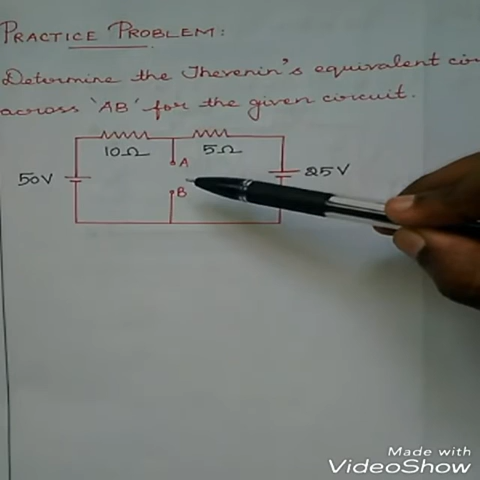 PRACTICE PROBLEM:
Determine the Thevenin's equivalent cir
across 'AB' for the given circuit.
10Ω 5Ω
A
50V 25V
B
Made with
VideoShow